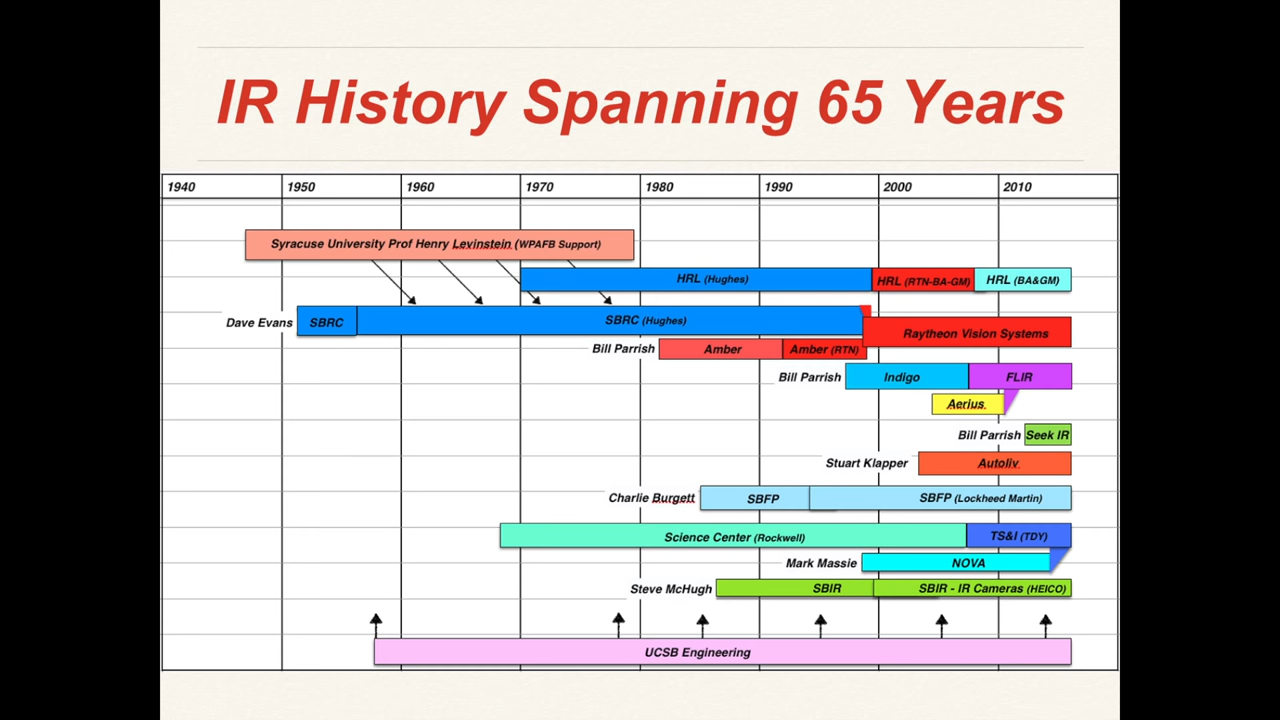 IR History Spanning 65 Years
1940 1950 1960 1970 1980 1990 2000 2010
Syracuse University Prof Henry Levinstein (WPAFB Support)
HRL (Hughes) HRL (RTN-BA-GM) HRL (BA&GM)
Dave Evans SBRC SBRC (Hughes)
Raytheon Vision Systems
Bill Parrish Amber Amber (RTN)
Bill Parrish Indigo FLIR
Aerius
Bill Parrish Seek IR
Stuart Klapper Autoliv
Charlie Burgett SBFP SBFP (Lockheed Martin)
Science Center (Rockwell) TS&I (TDY)
Mark Massie NOVA
Steve McHugh SBIR SBIR - IR Cameras (HEICO)
UCSB Engineering